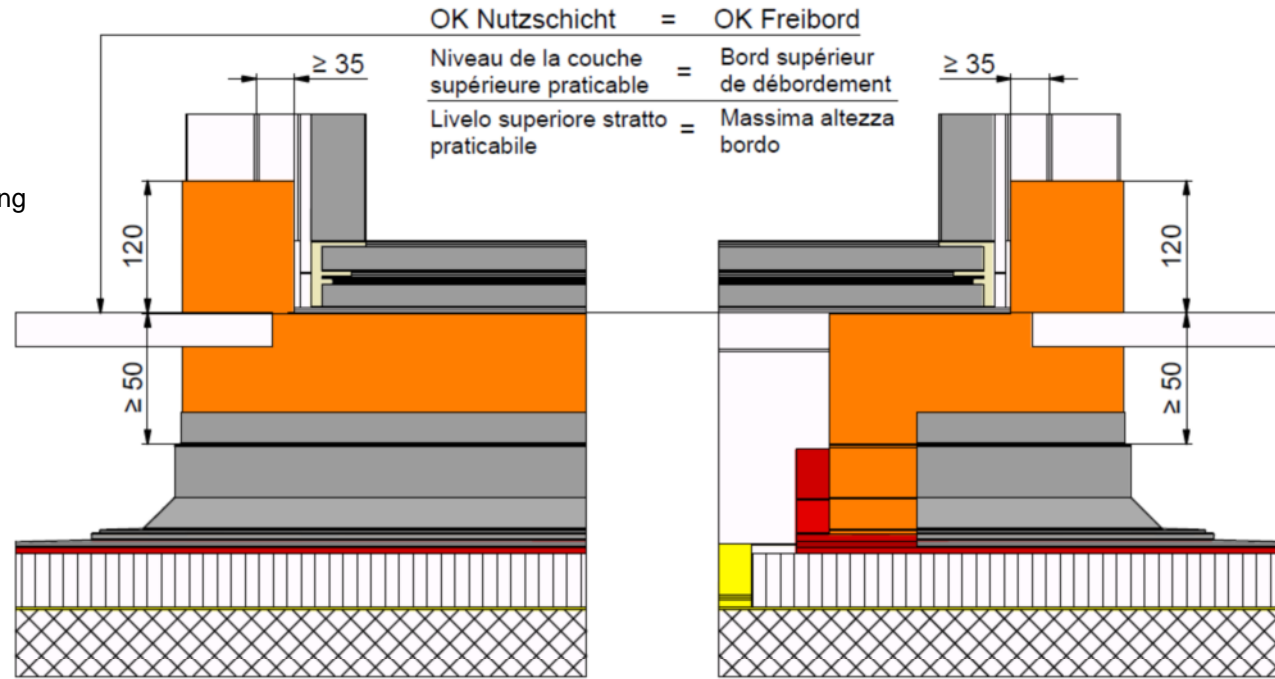 OK Nutzschicht = OK Freibord
≥ 35
Niveau de la couche
supérieure praticable
=
Bord supérieur
de débordement
≥ 35
Livelo superiore stratto
praticabile
=
Massima altezza
bordo
ng
120
120
≥ 50
≥ 50